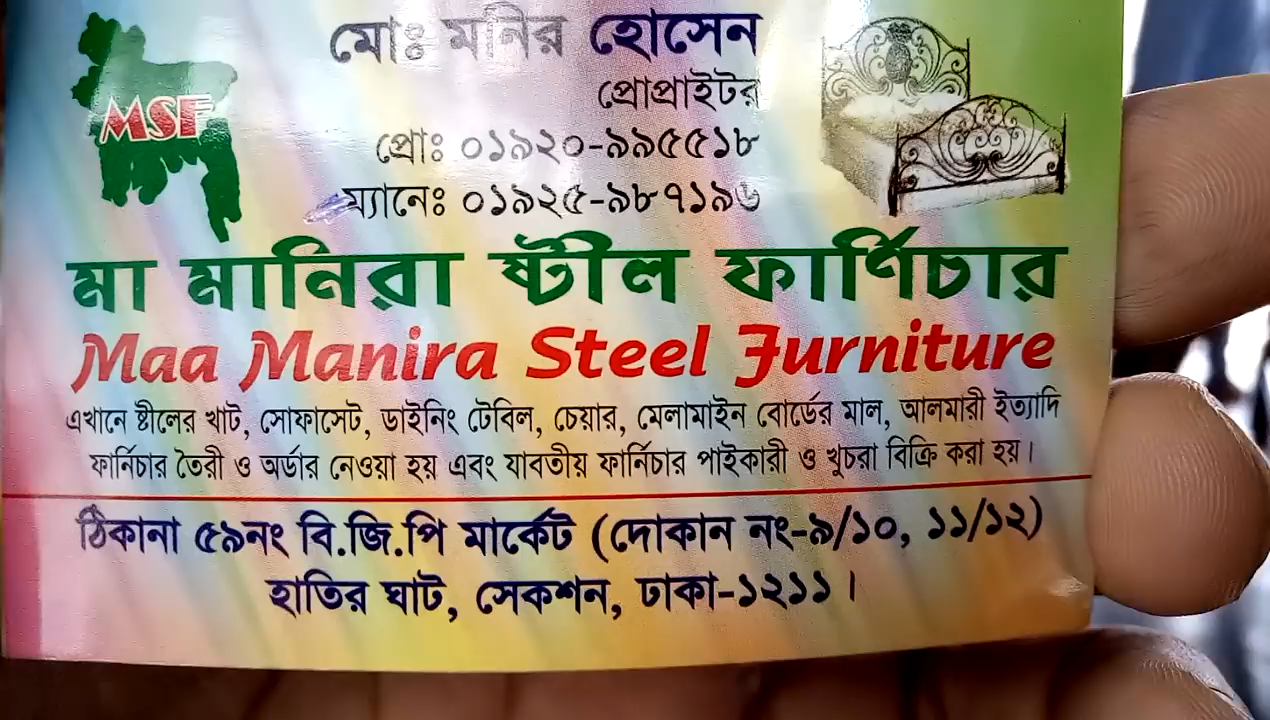 মোঃ মনির হোসেন
প্রোপ্রাইটর
MSF
প্রোঃ ০১৯২০-৯৯৫৫১৮
ম্যানেঃ ০১৯২৫-৯৮৭১৯৬
মা মানিরা ষ্টীল ফার্ণিচার
Maa Manira Steel Furniture
এখানে ষ্টীলের খাট, সোফাসেট, ডাইনিং টেবিল, চেয়ার, মেলামাইন বোর্ডের মাল, আলমারী ইত্যাদি
ফার্নিচার তৈরী ও অর্ডার নেওয়া হয় এবং যাবতীয় ফার্নিচার পাইকারী ও খুচরা বিক্রি করা হয়।
ঠিকানা ৫৯নং বি.জি.পি মার্কেট (দোকান নং-৯/১০, ১১/১২)
হাতির ঘাট, সেকশন, ঢাকা-১২১১।